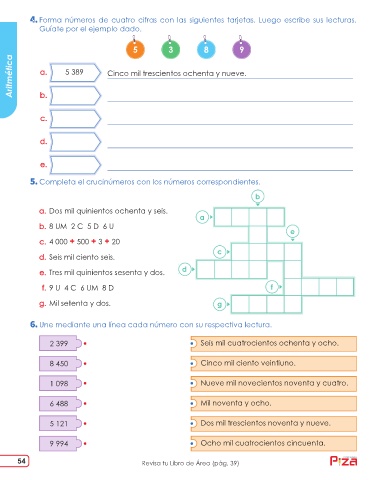 4. Forma números de cuatro cifras con las siguientes tarjetas. Luego escribe sus lecturas.
Guíate por el ejemplo dado.
5 3 8 9
Aritmética
a. 5 389 Cinco mil trescientos ochenta y nueve.
b.
c.
d.
e.
5. Completa el crucinúmeros con los números correspondientes.
a. Dos mil quinientos ochenta y seis.
b. 8 UM 2 C 5 D 6 U
c. 4 000 + 500 + 3 + 20
d. Seis mil ciento seis.
e. Tres mil quinientos sesenta y dos.
f. 9 U 4 C 6 UM 8 D
g. Mil setenta y dos.
b
a
e
c
d
f
g
6. Une mediante una línea cada número con su respectiva lectura.
2 399 Seis mil cuatrocientos ochenta y ocho.
8 450 Cinco mil ciento veintiuno.
1 098 Nueve mil novecientos noventa y cuatro.
6 488 Mil noventa y ocho.
5 121 Dos mil trescientos noventa y nueve.
9 994 Ocho mil cuatrocientos cincuenta.
54 Revisa tu Libro de Área (pág. 39)